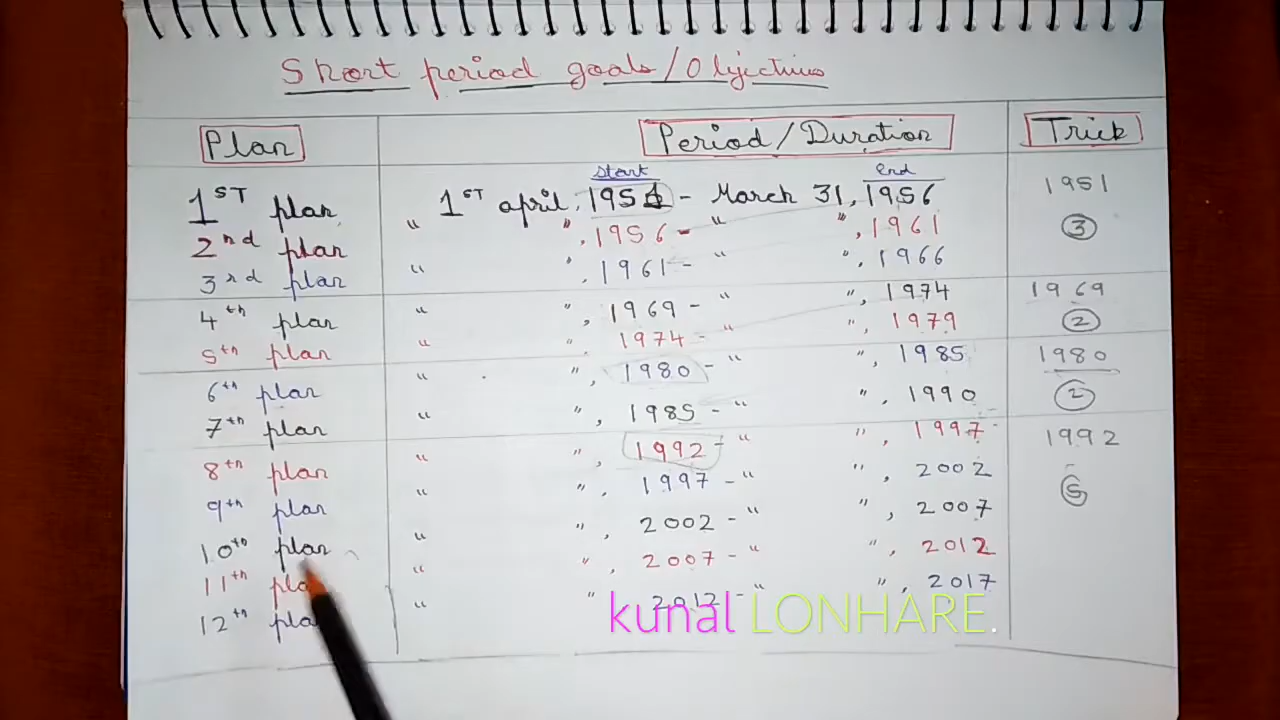 Short period goals/Objectives
Plan Period/Duration Trick
start end
1ST plan 1ST april, 1951 - March 31, 1956 1951
2nd plan " ", 1956 - " ", 1961 3
3rd plan " ", 1961 - " ", 1966
4th plan " ", 1969 - " ", 1974 1969
5th plan " ", 1974 - " ", 1979 2
6th plan " ", 1980 - " ", 1985 1980
7th plan " ", 1985 - " ", 1990 2
8th plan " ", 1992 - " ", 1997 1992
9th plan " ", 1997 - " ", 2002 5
10th plan " ", 2002 - " ", 2007
11th plan " ", 2007 - " ", 2012
12th plan " ", 2012 - " ", 2017
kunal LONHARE.